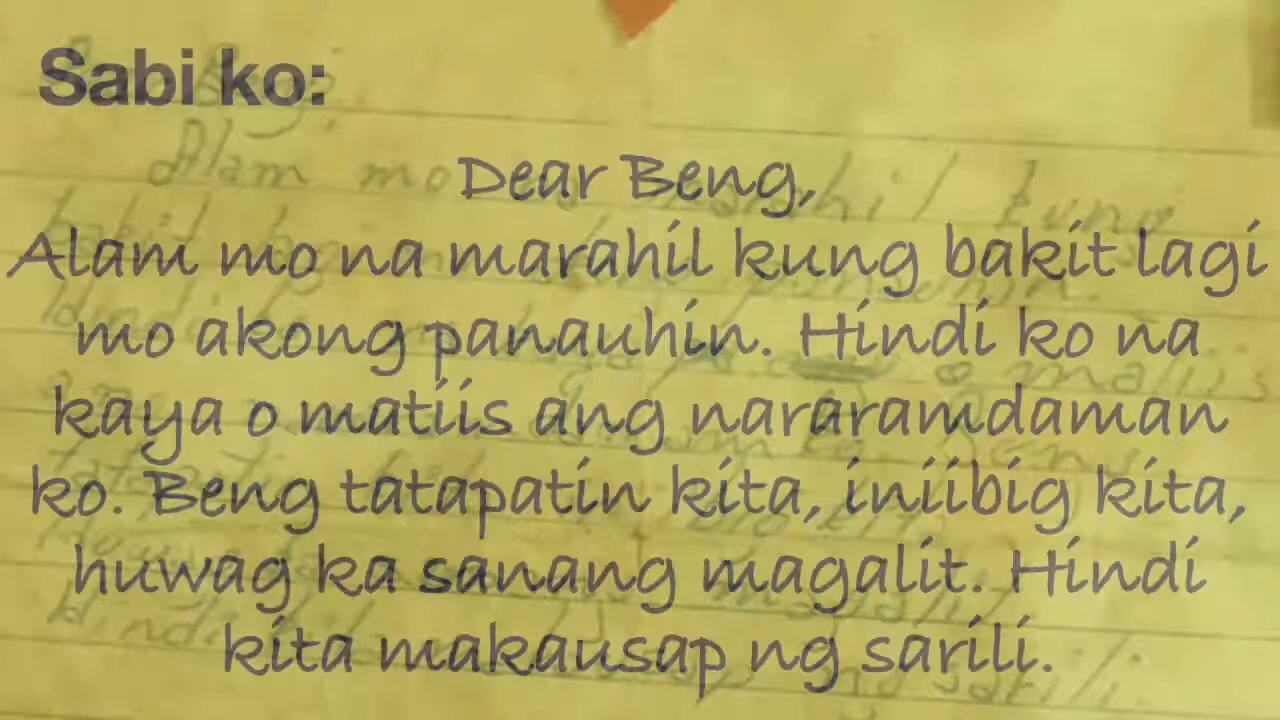 Sabi ko:
Dear Beng,
Alam mo na marahil kung bakit lagi
mo akong panauhin. Hindi ko na
kaya o matiis ang nararamdaman
ko. Beng tatapatin kita, iniibig kita,
huwag ka sanang magalit. Hindi
kita makausap ng sarili.